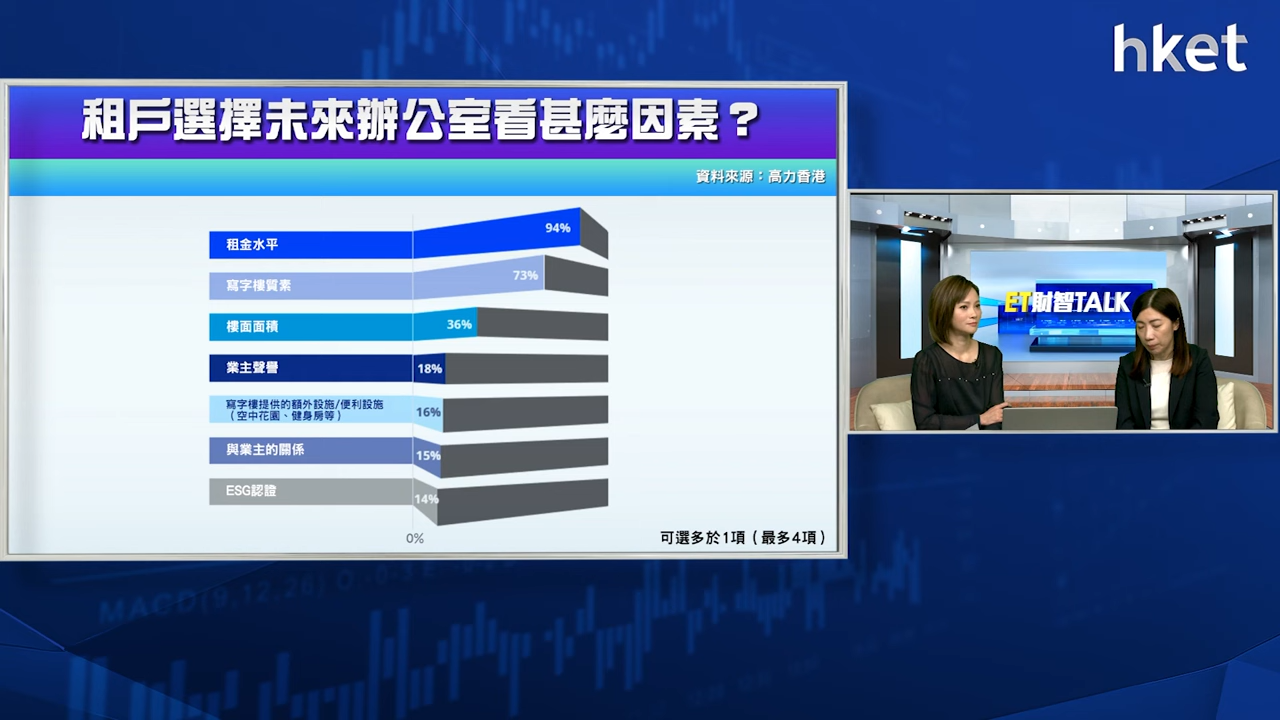 hket
租戶選擇未來辦公室看甚麼因素？
資料來源：高力香港
租金水平 94%
寫字樓質素 73%
樓面面積 36%
業主聲譽 18%
寫字樓提供的額外設施/便利設施
（空中花園、健身房等） 16%
與業主的關係 15%
ESG認證 14%
0%
可選多於1項（最多4項）
ET財智TALK